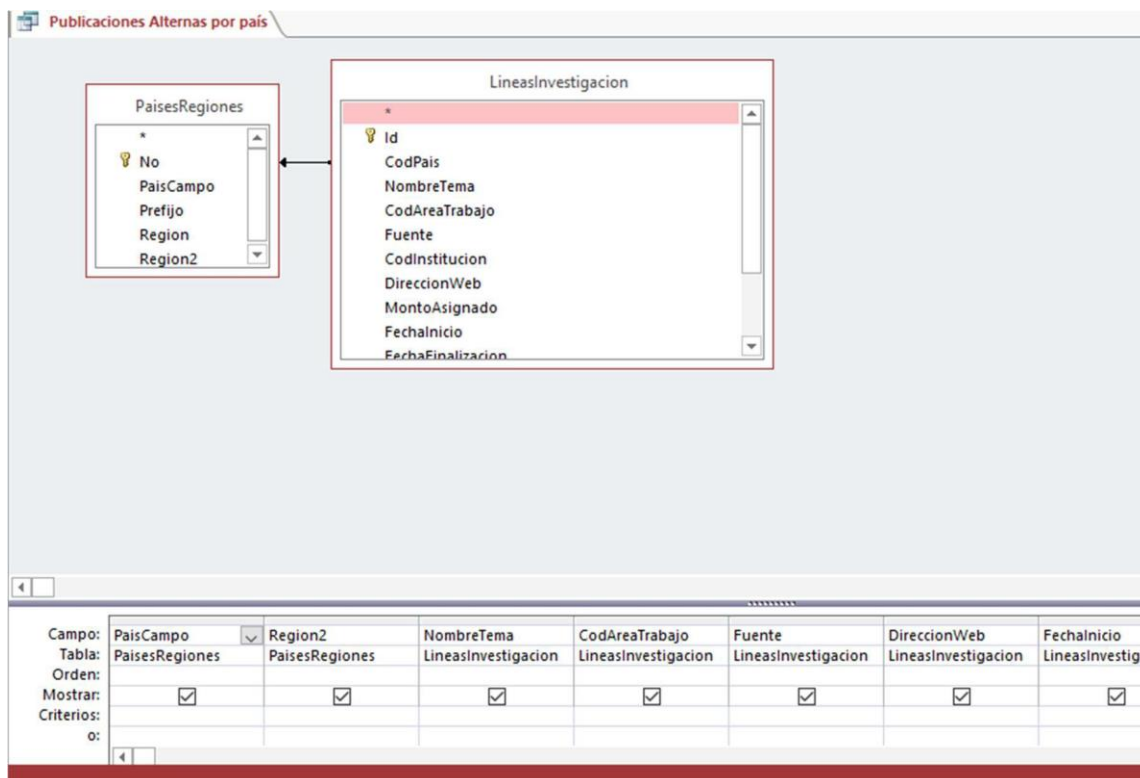 Publicaciones Alternas por país
PaisesRegiones
*
No
PaisCampo
Prefijo
Region
Region2
LineasInvestigacion
*
Id
CodPais
NombreTema
CodAreaTrabajo
Fuente
CodInstitucion
DireccionWeb
MontoAsignado
FechaInicio
FechaFinalizacion
Campo: PaisCampo Region2 NombreTema CodAreaTrabajo Fuente DireccionWeb FechaInicio
Tabla: PaisesRegiones PaisesRegiones LineasInvestigacion LineasInvestigacion LineasInvestigacion LineasInvestigacion LineasInvestig
Orden:
Mostrar:
Criterios:
o: